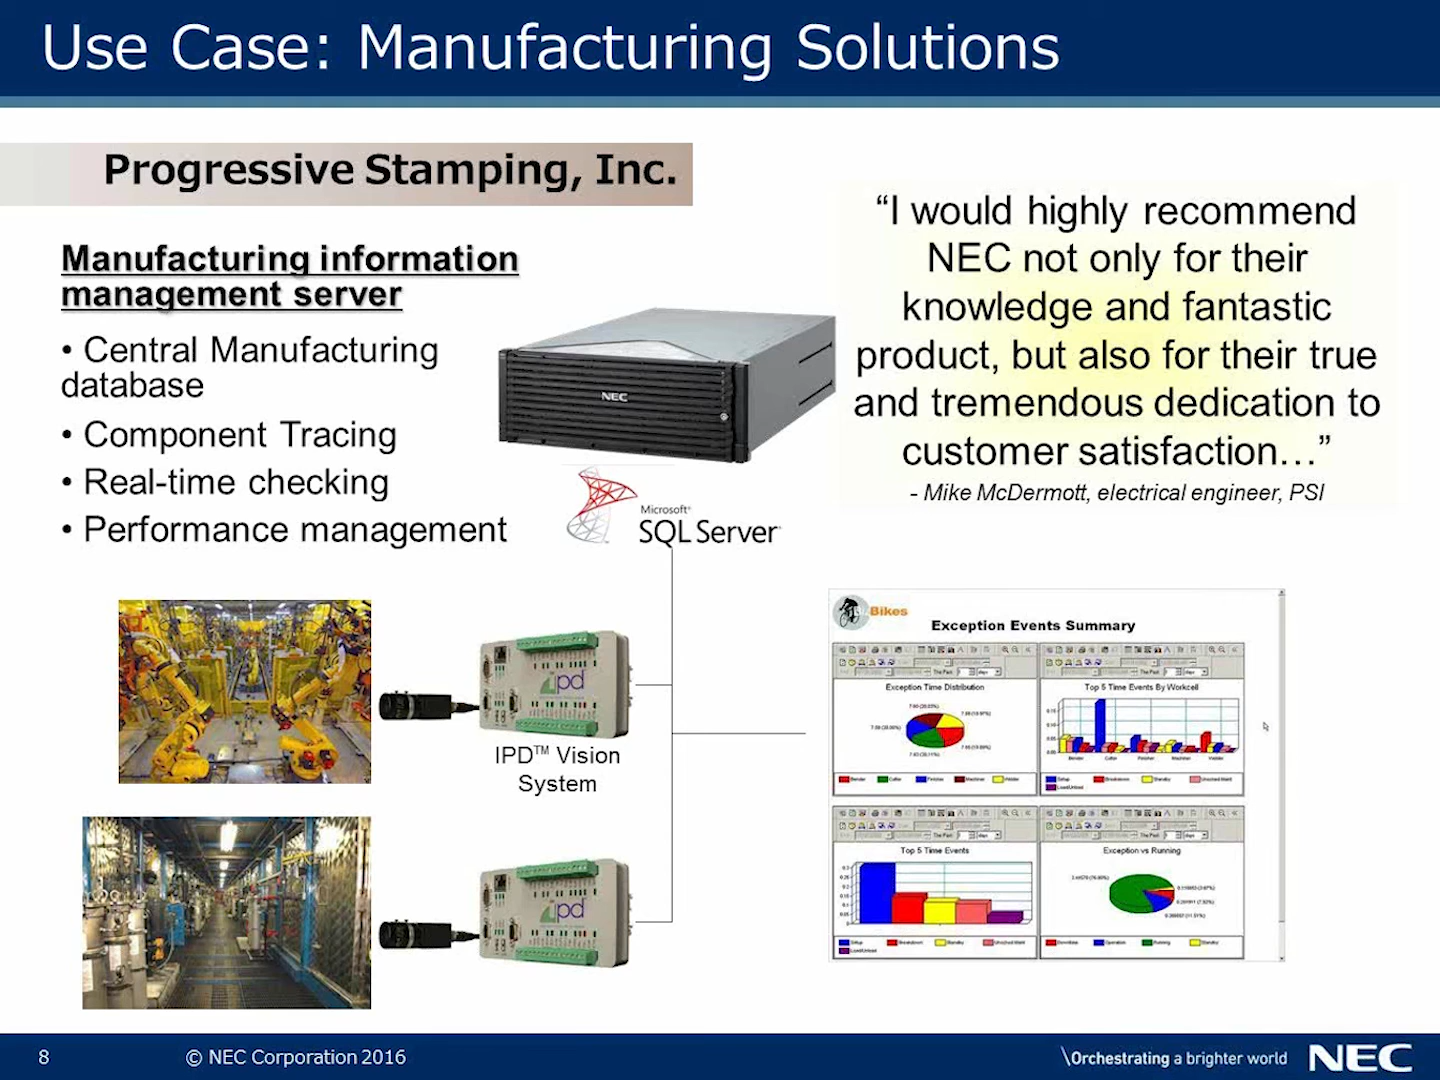 Use Case: Manufacturing Solutions
Progressive Stamping, Inc.
Manufacturing information
management server
• Central Manufacturing
database
• Component Tracing
• Real-time checking
• Performance management
NEC
Microsoft®
SQL Server®
“I would highly recommend
NEC not only for their
knowledge and fantastic
product, but also for their true
and tremendous dedication to
customer satisfaction…”
- Mike McDermott, electrical engineer, PSI
ipd
IPD™ Vision
System
ipd
Bikes
Exception Events Summary
Exception Time Distribution
Top 5 Time Events By Workcell
Top 5 Time Events
Exception vs Running
8
© NEC Corporation 2016
\Orchestrating a brighter world
NEC